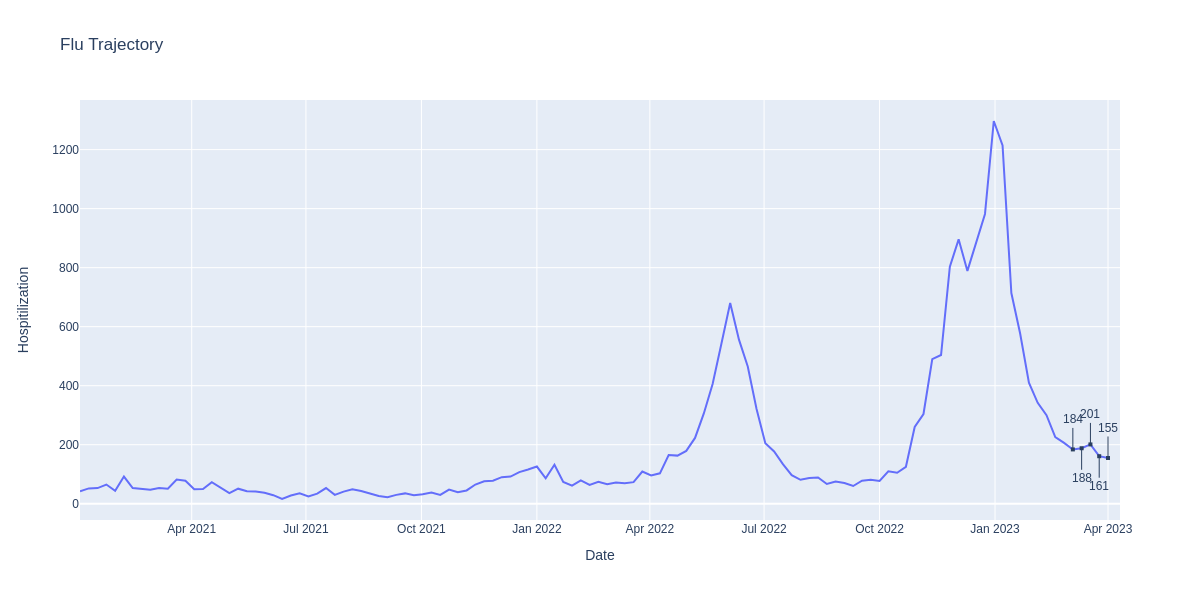 Flu Trajectory
Hospitilization
1200
1000
800
600
400
200
0
184
201
155
188
161
Apr 2021
Jul 2021
Oct 2021
Jan 2022
Apr 2022
Jul 2022
Oct 2022
Jan 2023
Apr 2023
Date